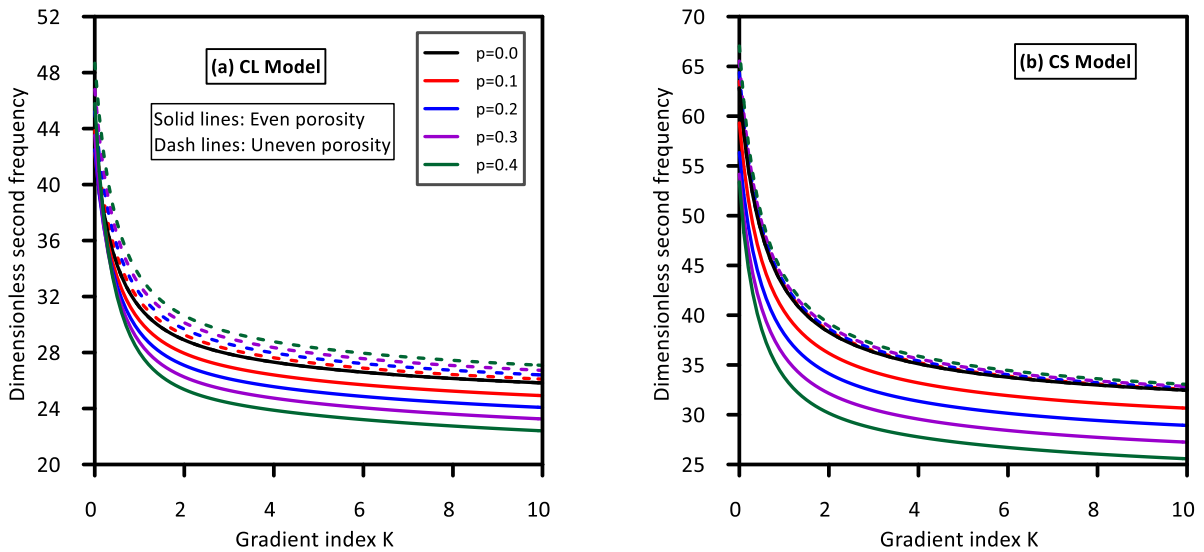 52
48
44
40
36
32
28
24
20
Dimensionless second frequency
(a) CL Model
Solid lines: Even porosity
Dash lines: Uneven porosity
p=0.0
p=0.1
p=0.2
p=0.3
p=0.4
0 2 4 6 8 10
Gradient index K
70
65
60
55
50
45
40
35
30
25
Dimensionless second frequency
(b) CS Model
0 2 4 6 8 10
Gradient index K